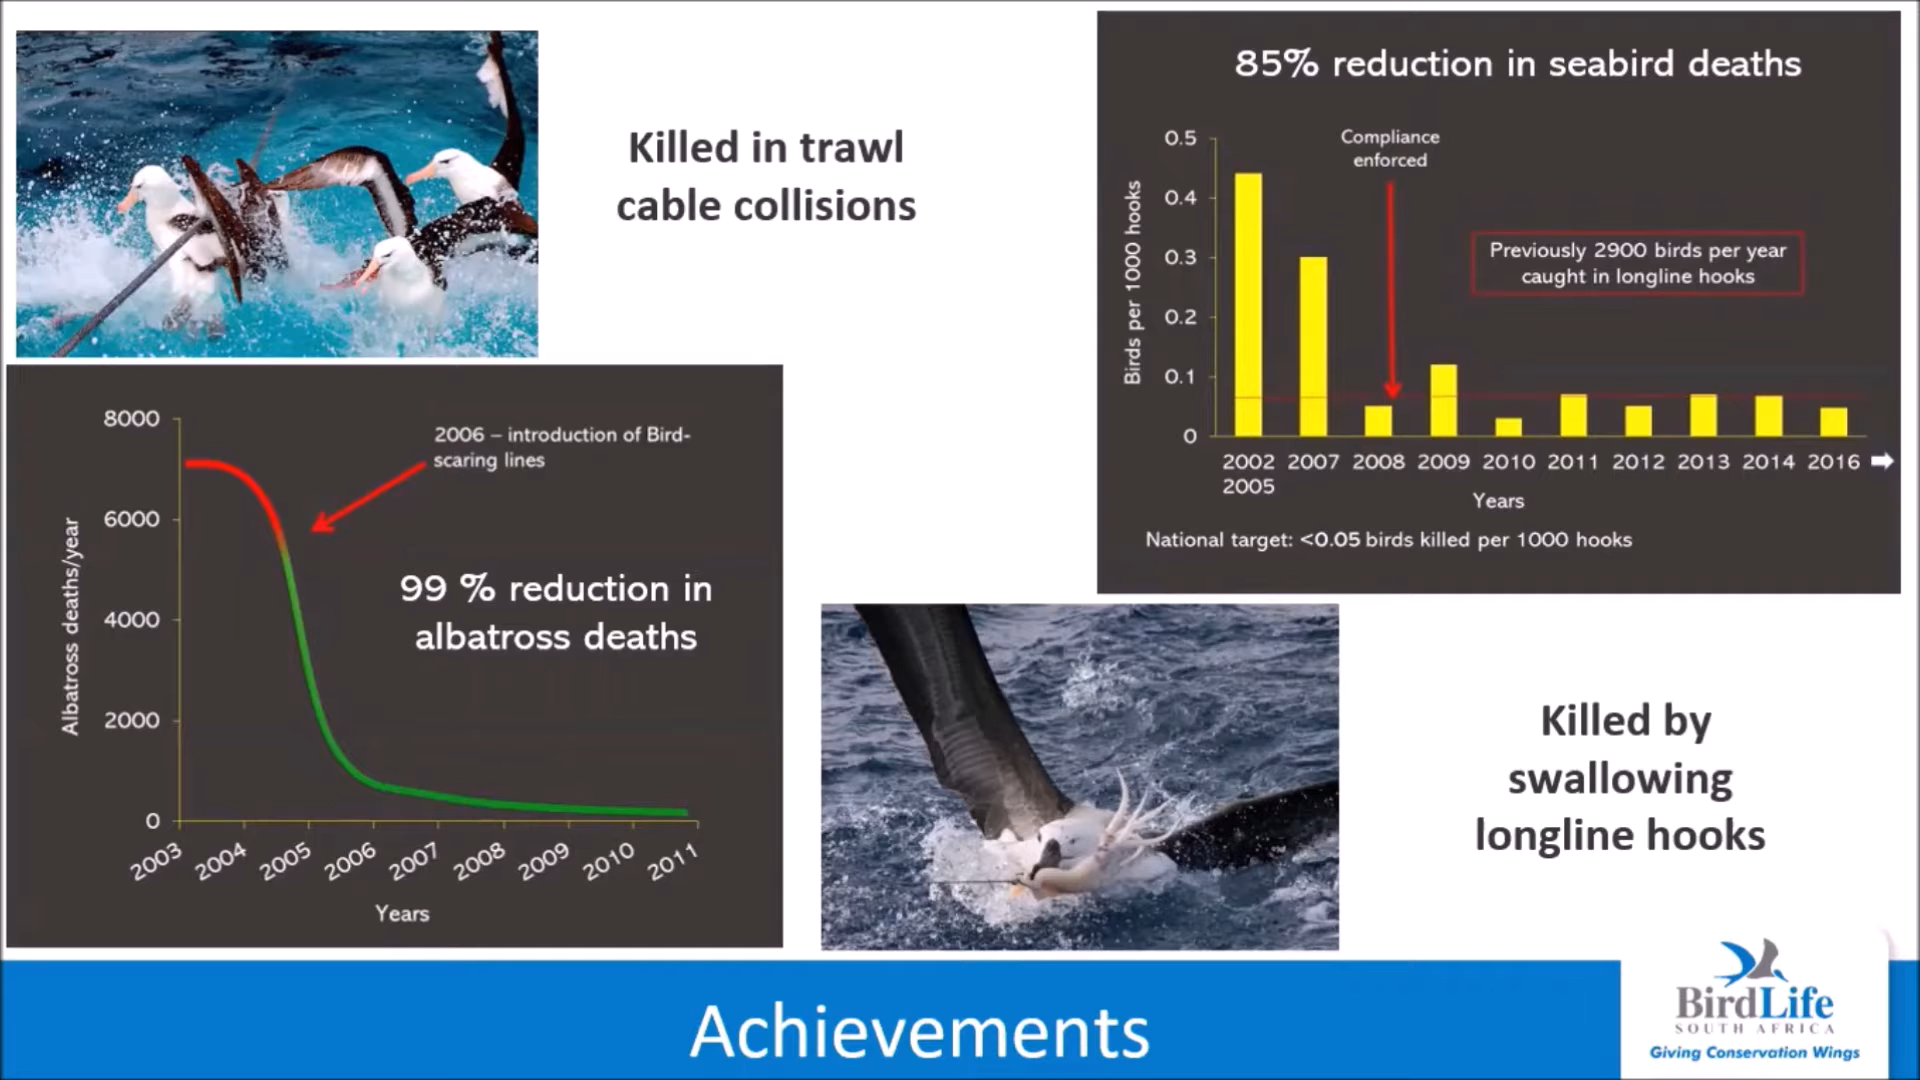 Killed in trawl
cable collisions
85% reduction in seabird deaths
Compliance
enforced
Previously 2900 birds per year
caught in longline hooks
Birds per 1000 hooks
0.5
0.4
0.3
0.2
0.1
0
2002 2007 2008 2009 2010 2011 2012 2013 2014 2016
2005
Years
National target: <0.05 birds killed per 1000 hooks
8000
6000
4000
2000
0
Albatross deaths/year
2006 – introduction of Bird-
scaring lines
99 % reduction in
albatross deaths
2003 2004 2005 2006 2007 2008 2009 2010 2011
Years
Killed by
swallowing
longline hooks
Achievements
BirdLife
SOUTH AFRICA
Giving Conservation Wings